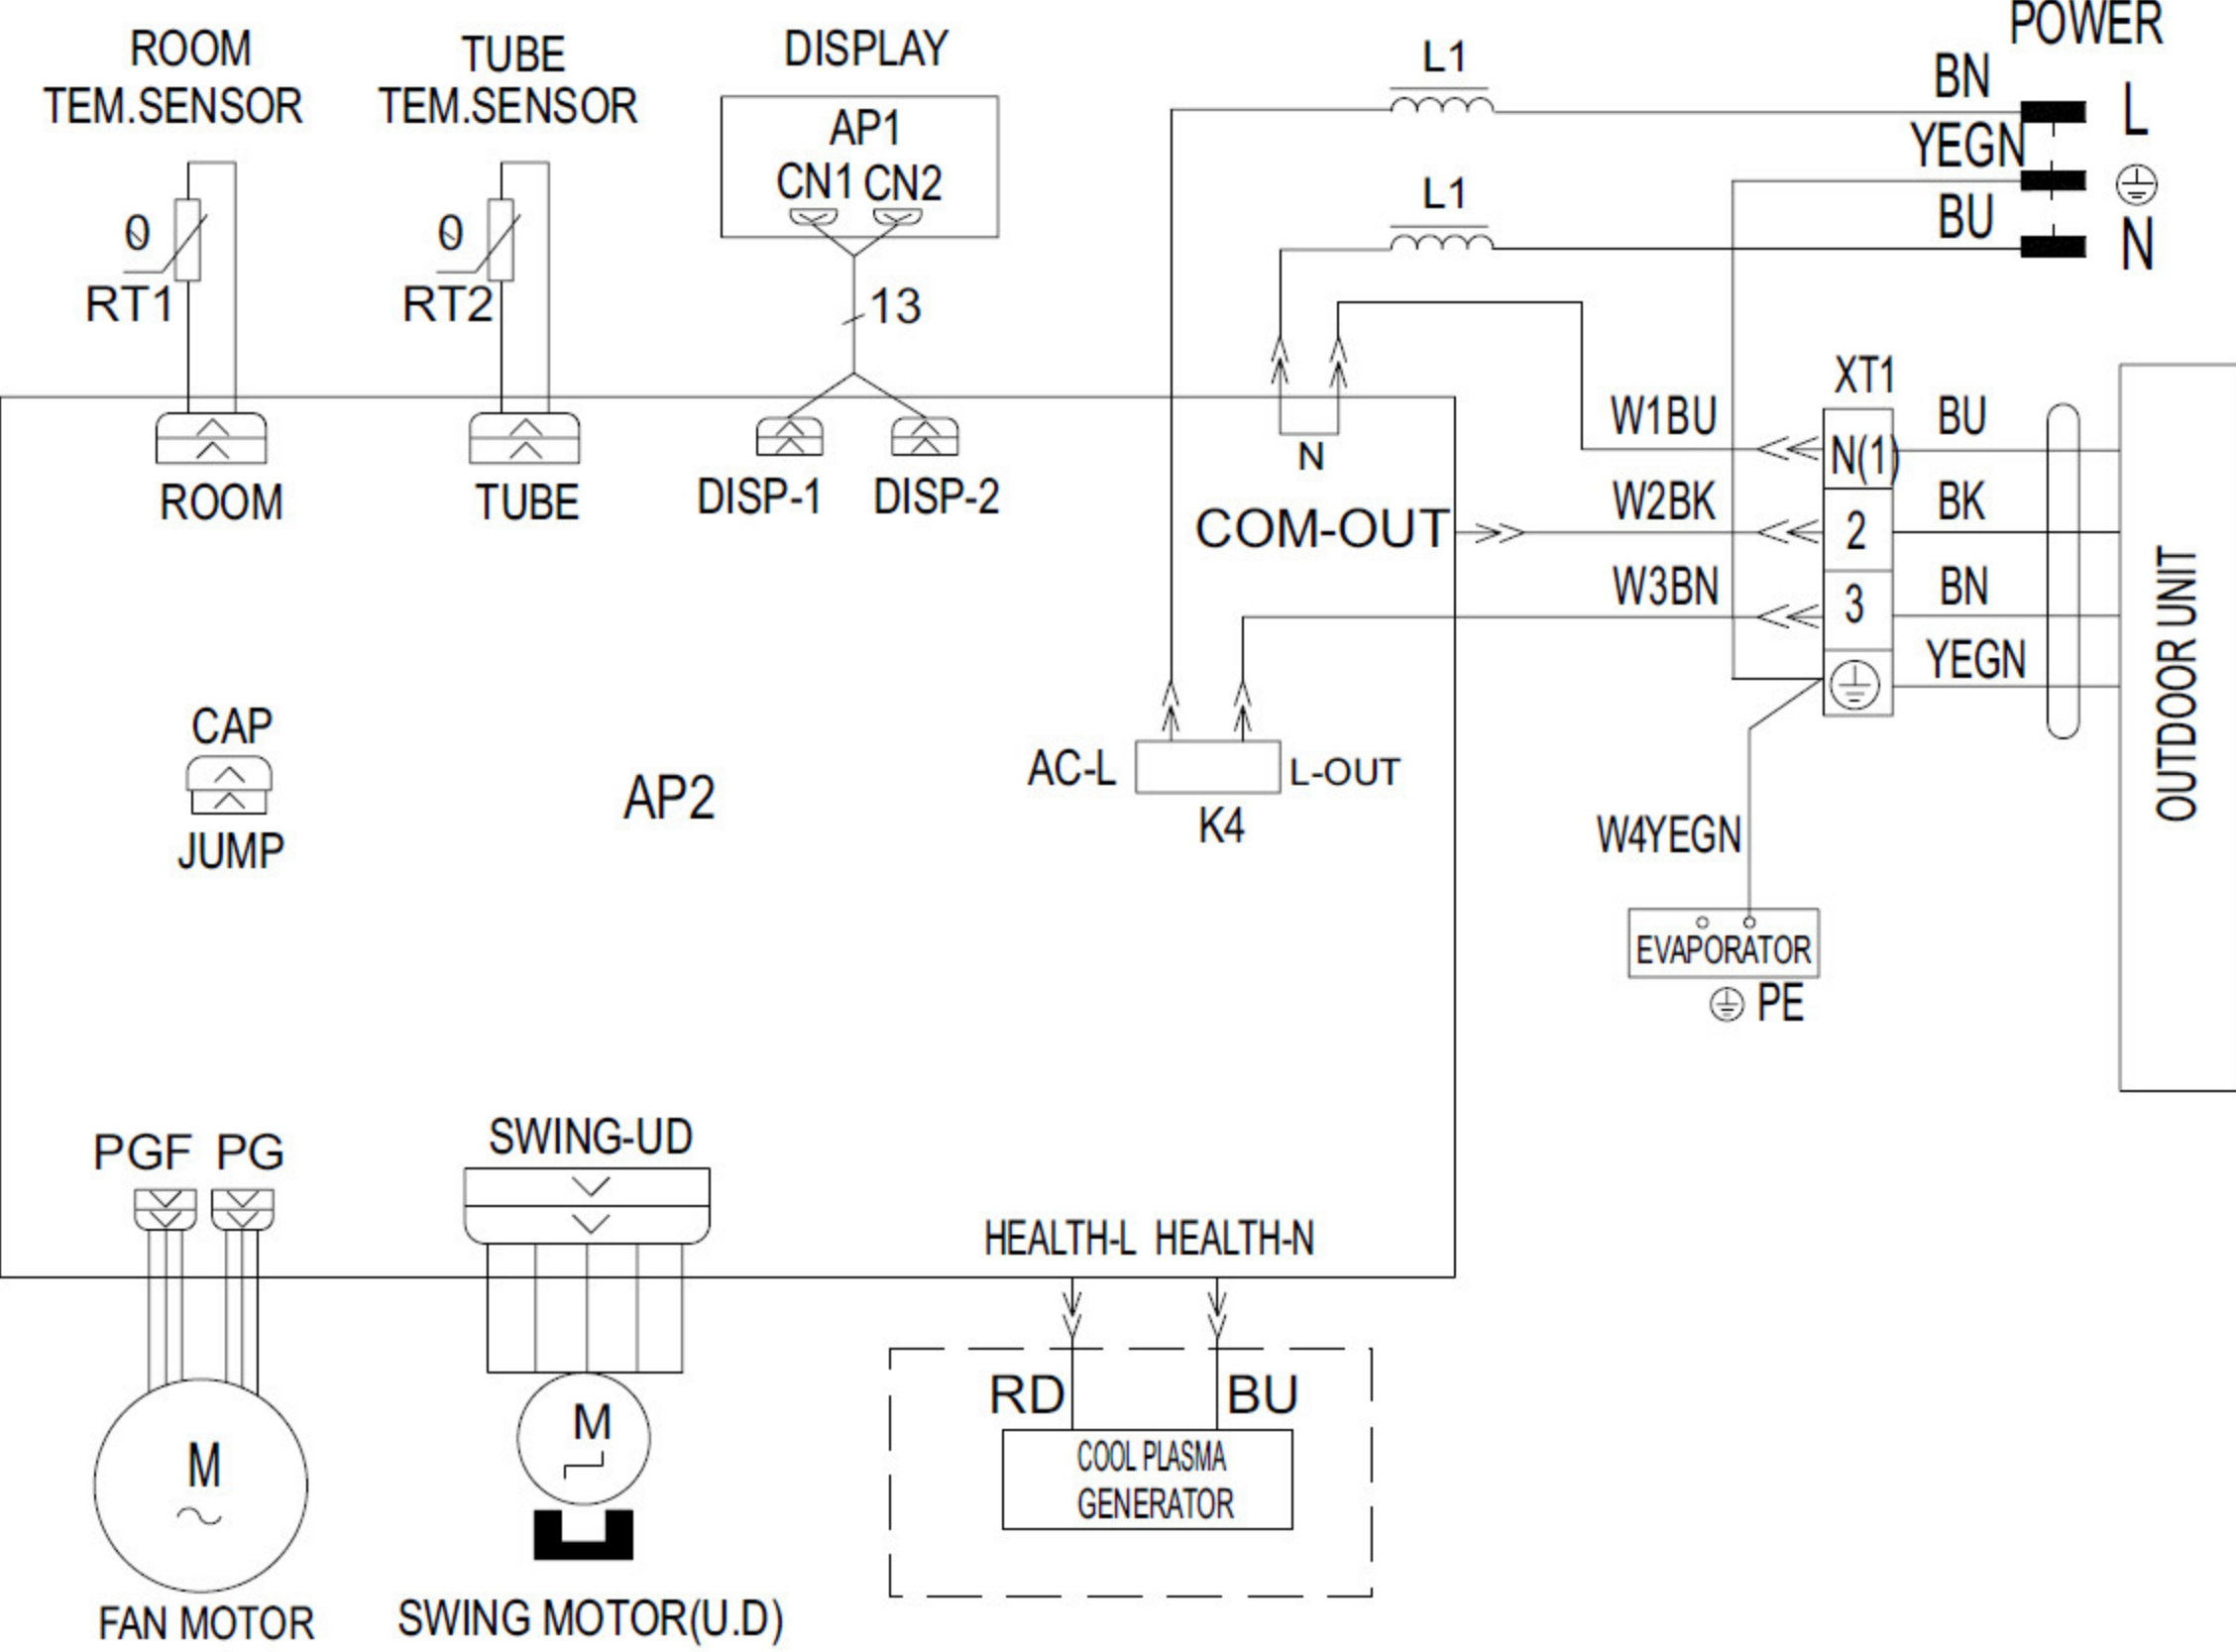 ROOM
TEM.SENSOR
TUBE
TEM.SENSOR
DISPLAY
AP1
CN1 CN2
L1
L1
POWER
BN
L
YEGN
BU
N
0
RT1
0
RT2
13
XT1
W1BU
N(1)
BU
N
ROOM
TUBE
DISP-1
DISP-2
COM-OUT
W2BK
2
BK
W3BN
3
BN
YEGN
OUTDOOR UNIT
CAP
JUMP
AP2
AC-L
L-OUT
K4
W4YEGN
EVAPORATOR
PE
PGF PG
SWING-UD
HEALTH-L HEALTH-N
RD
BU
M
M
COOL PLASMA
GENERATOR
FAN MOTOR
SWING MOTOR(U.D)